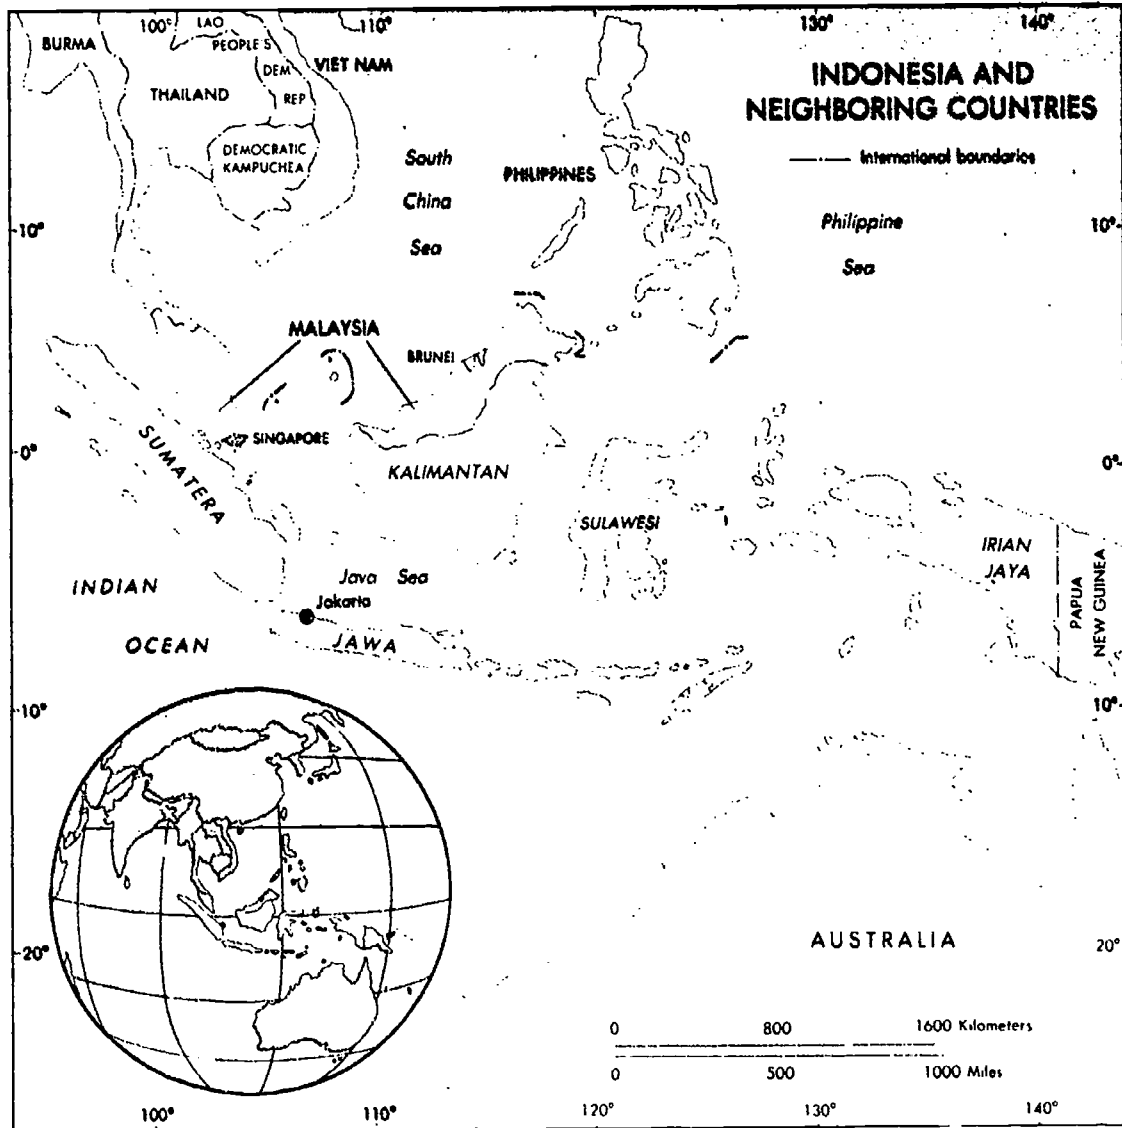 100°
110°
130°
140°
BURMA
LAO
PEOPLE'S
DEM
REP
VIET NAM
THAILAND
DEMOCRATIC
KAMPUCHEA
INDONESIA AND
NEIGHBORING COUNTRIES
International boundaries
South
China
Sea
PHILIPPINES
Philippine
Sea
10°
10°
MALAYSIA
BRUNEI
SINGAPORE
SUMATERA
0°
0°
KALIMANTAN
SULAWESI
IRIAN
JAYA
PAPUA
NEW GUINEA
INDIAN
OCEAN
Java Sea
Jakarta
JAWA
10°
10°
AUSTRALIA
20°
20°
0 800 1600 Kilometers
0 500 1000 Miles
100°
110°
120°
130°
140°